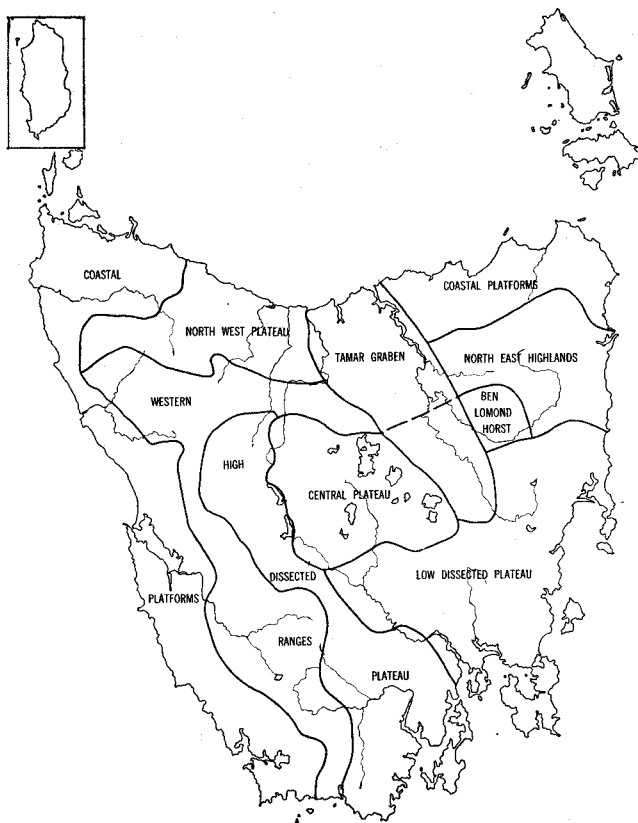 COASTAL
COASTAL PLATFORMS
NORTH WEST PLATEAU
TAMAR GRABEN
NORTH EAST HIGHLANDS
WESTERN
BEN
LOMOND
HORST
HIGH
CENTRAL PLATEAU
DISSECTED
LOW DISSECTED PLATEAU
PLATFORMS
RANGES
PLATEAU